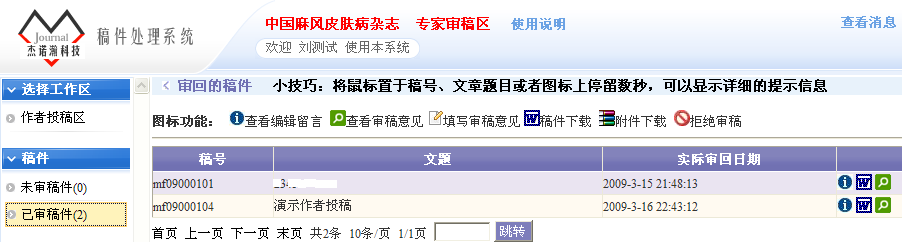 Journal
杰诺瀚科技
稿件处理系统
中国麻风皮肤病杂志 专家审稿区 使用说明
查看消息
欢迎 刘测试 使用本系统
选择工作区
作者投稿区
稿件
未审稿件(0)
已审稿件(2)
审回的稿件 小技巧：将鼠标置于稿号、文章题目或者图标上停留数秒，可以显示详细的提示信息
图标功能： 查看编辑留言 查看审稿意见 填写审稿意见 稿件下载 附件下载 拒绝审稿
稿号 文题 实际审回日期
mf09000101 2009-3-15 21:48:13
mf09000104 演示作者投稿 2009-3-16 22:43:12
首页 上一页 下一页 末页 共2条 10条/页 1/1页 跳转